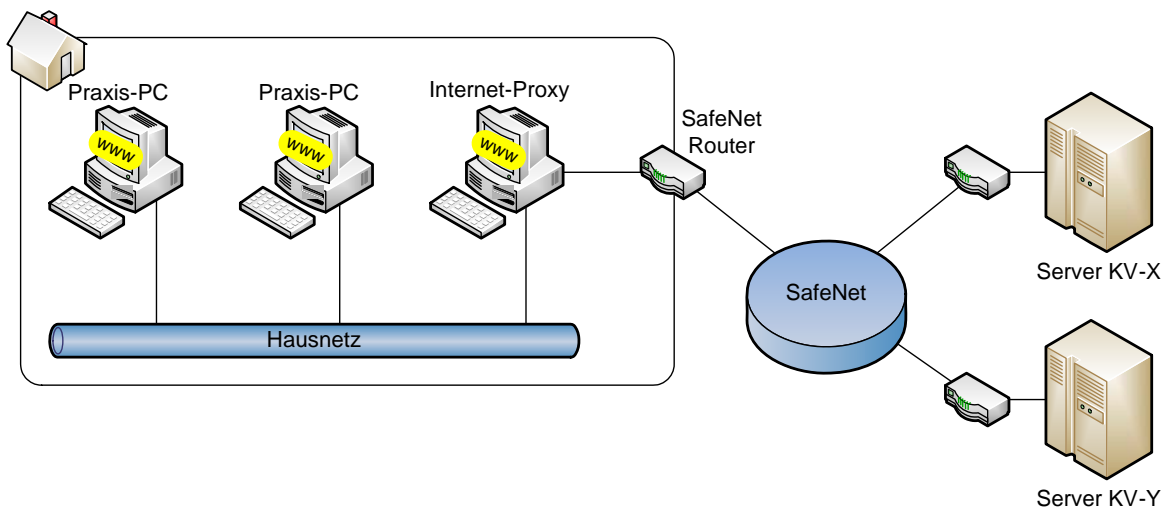 Praxis-PC
Praxis-PC
Internet-Proxy
www
www
www
SafeNet
Router
Hausnetz
SafeNet
Server KV-X
Server KV-Y